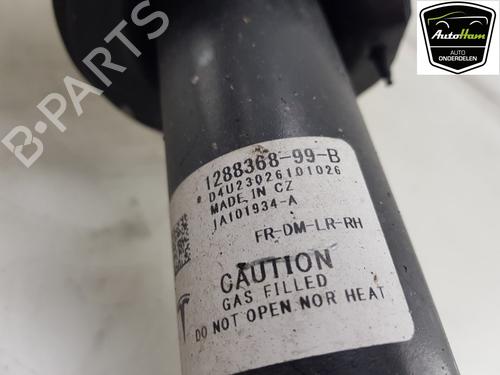 AutoHam
AUTO
ONDERDELEN
B-PARTS
1288368-99-B
D4U23026101026
MADE IN CZ
1A101934-A
FR-DM-LR-RH
CAUTION
GAS FILLED
DO NOT OPEN NOR HEAT